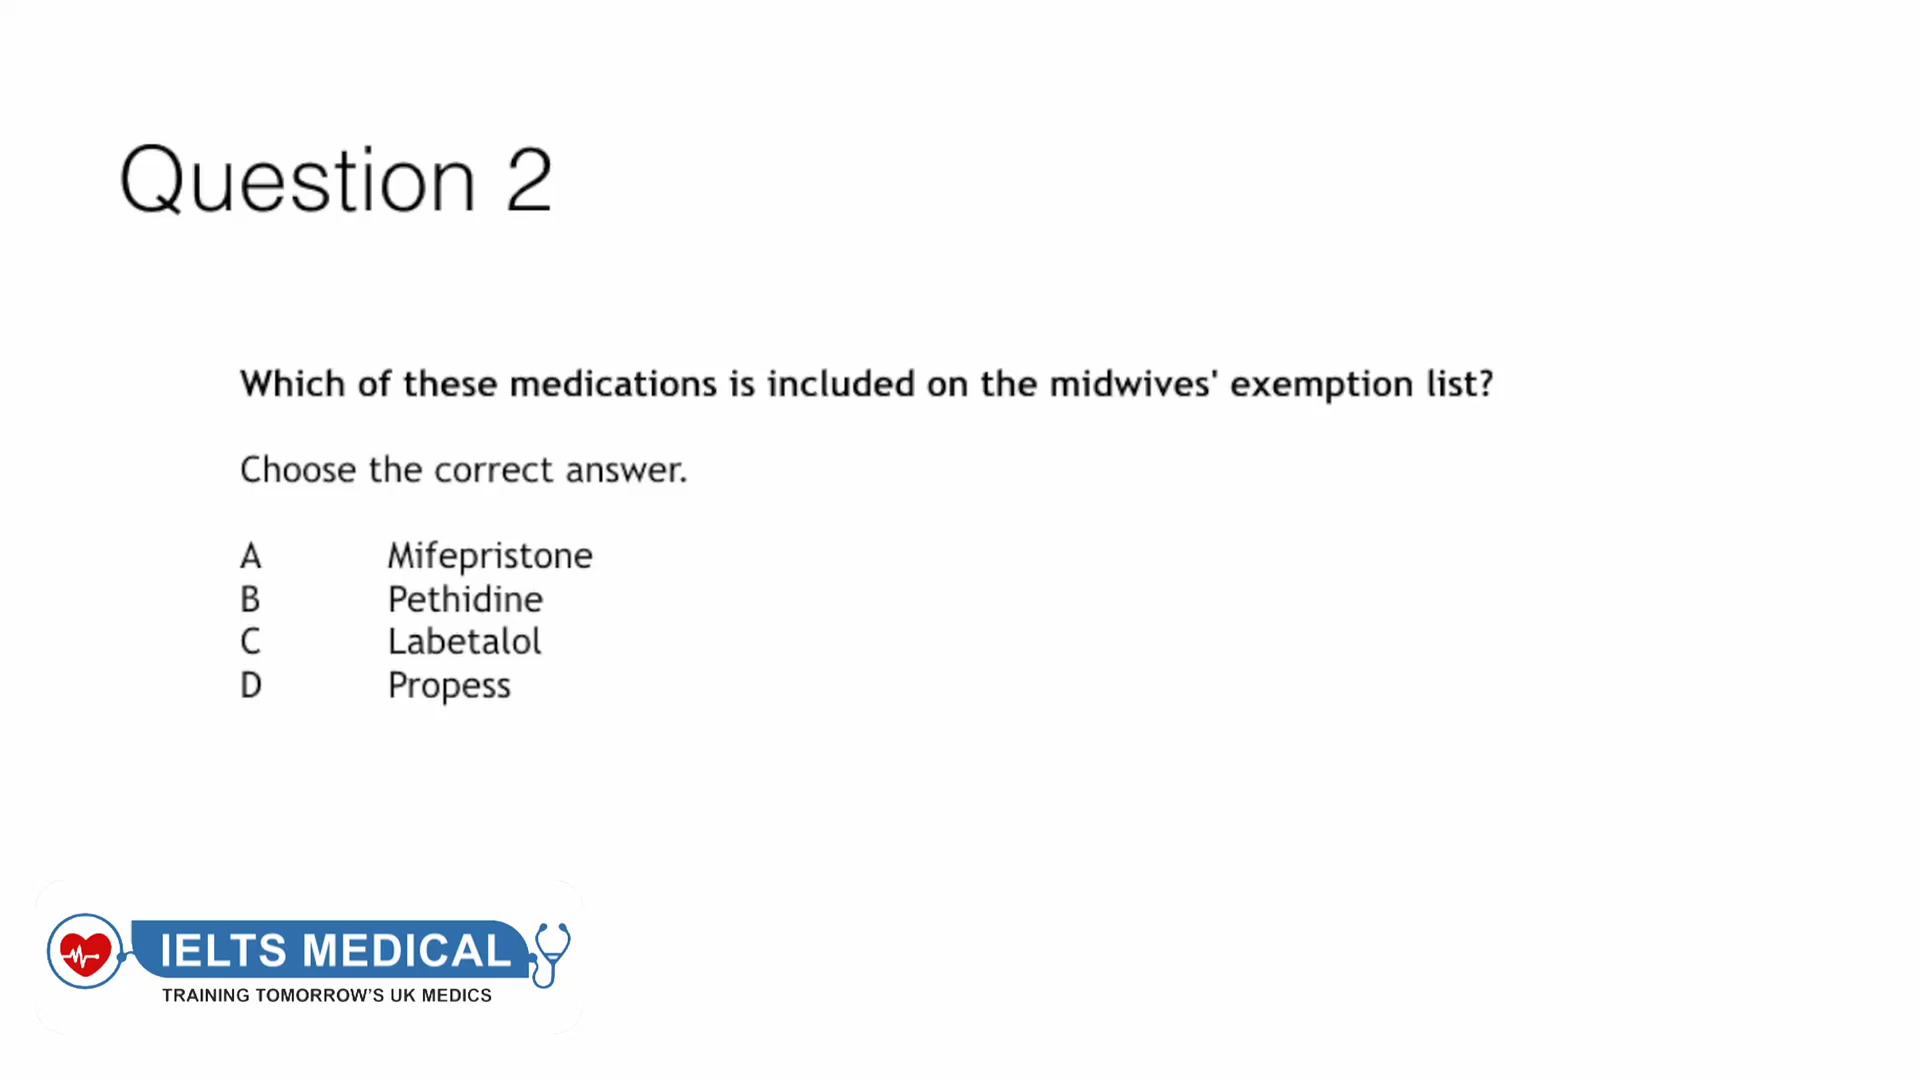 Question 2
Which of these medications is included on the midwives' exemption list?
Choose the correct answer.
A Mifepristone
B Pethidine
C Labetalol
D Propess
IELTS MEDICAL
TRAINING TOMORROW'S UK MEDICS